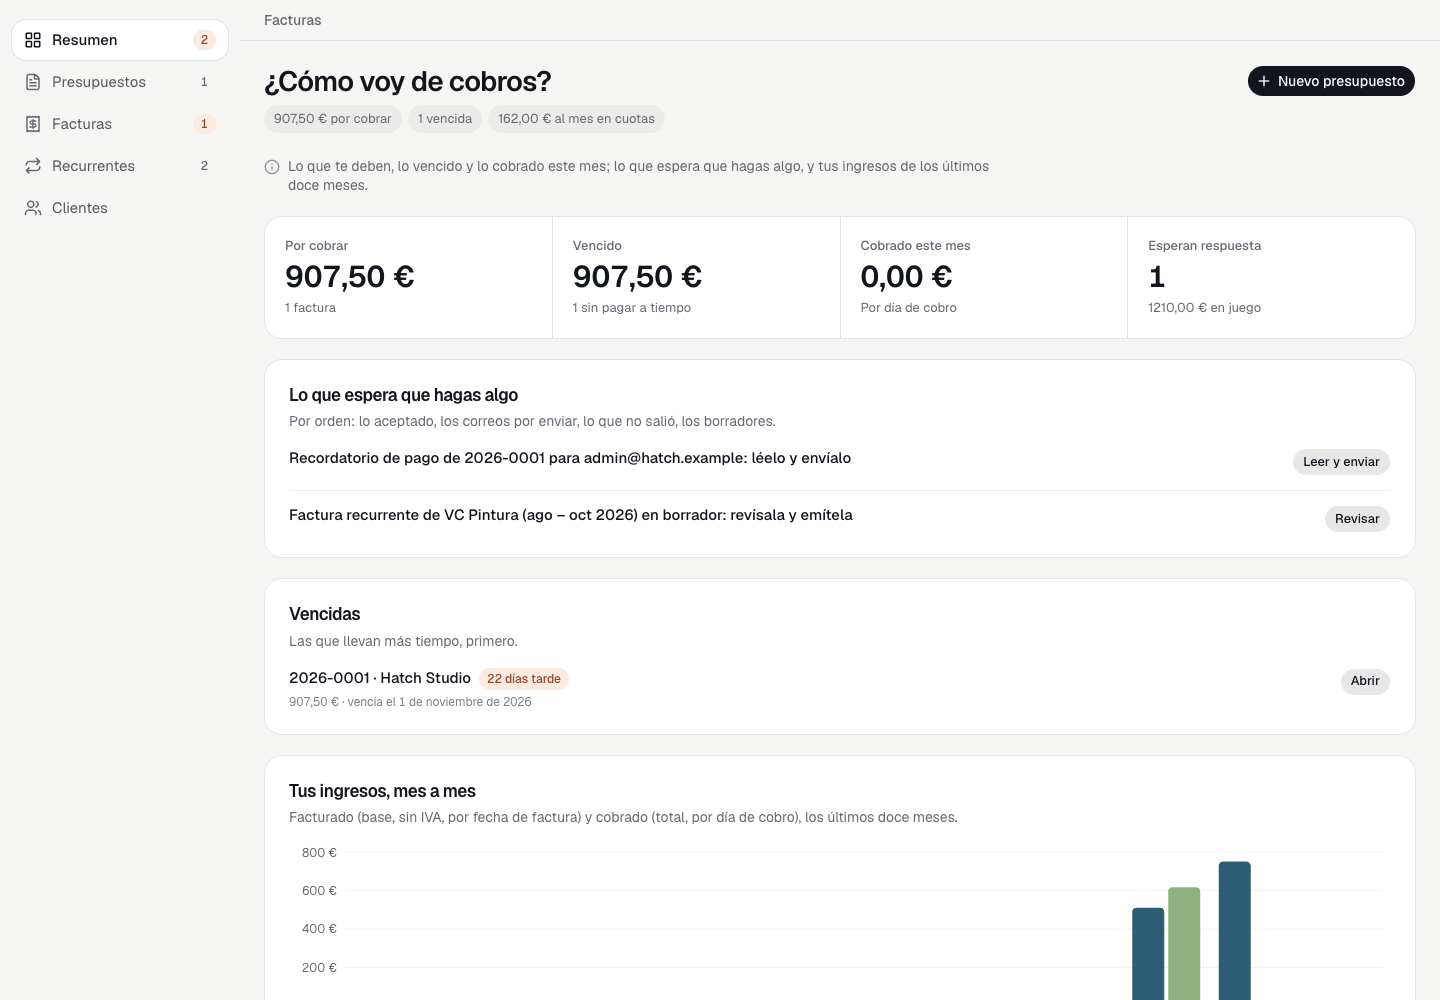 Resumen 2
Presupuestos 1
Facturas 1
Recurrentes 2
Clientes
Facturas
¿Cómo voy de cobros?
Nuevo presupuesto
907,50 € por cobrar
1 vencida
162,00 € al mes en cuotas
Lo que te deben, lo vencido y lo cobrado este mes; lo que espera que hagas algo, y tus ingresos de los últimos
doce meses.
Por cobrar
907,50 €
1 factura
Vencido
907,50 €
1 sin pagar a tiempo
Cobrado este mes
0,00 €
Por día de cobro
Esperan respuesta
1
1210,00 € en juego
Lo que espera que hagas algo
Por orden: lo aceptado, los correos por enviar, lo que no salió, los borradores.
Recordatorio de pago de 2026-0001 para admin@hatch.example: léelo y envíalo
Leer y enviar
Factura recurrente de VC Pintura (ago – oct 2026) en borrador: revísala y emítela
Revisar
Vencidas
Las que llevan más tiempo, primero.
2026-0001 · Hatch Studio 22 días tarde
Abrir
907,50 € · vencía el 1 de noviembre de 2026
Tus ingresos, mes a mes
Facturado (base, sin IVA, por fecha de factura) y cobrado (total, por día de cobro), los últimos doce meses.
800 €
600 €
400 €
200 €